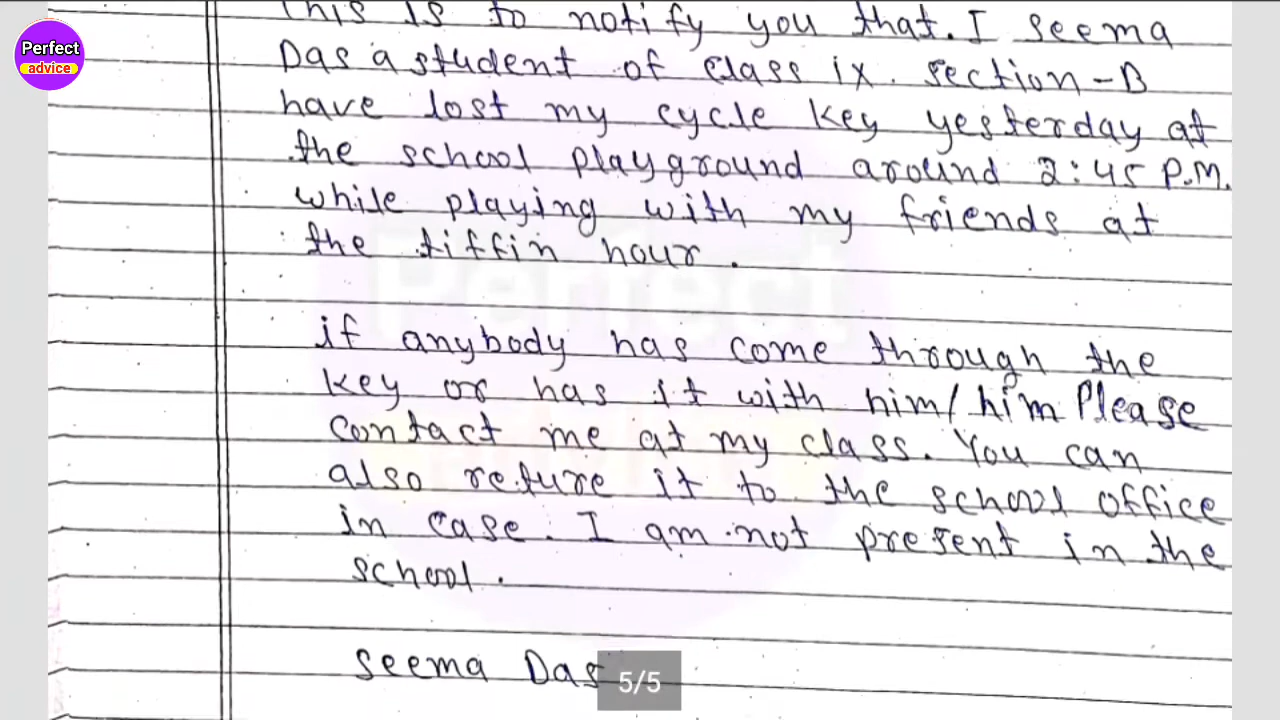 Perfect
advice
This is to notify you that. I seema
Das a student of class ix. section-B
have lost my cycle key yesterday at
the school playground around 2:45 P.M.
while playing with my friends at
the tiffin hour.
if anybody has come through the
key or has it with him/him Please
contact me at my class. You can
also reture it to the school office
in case. I am not present in the
school.
seema Das
5/5